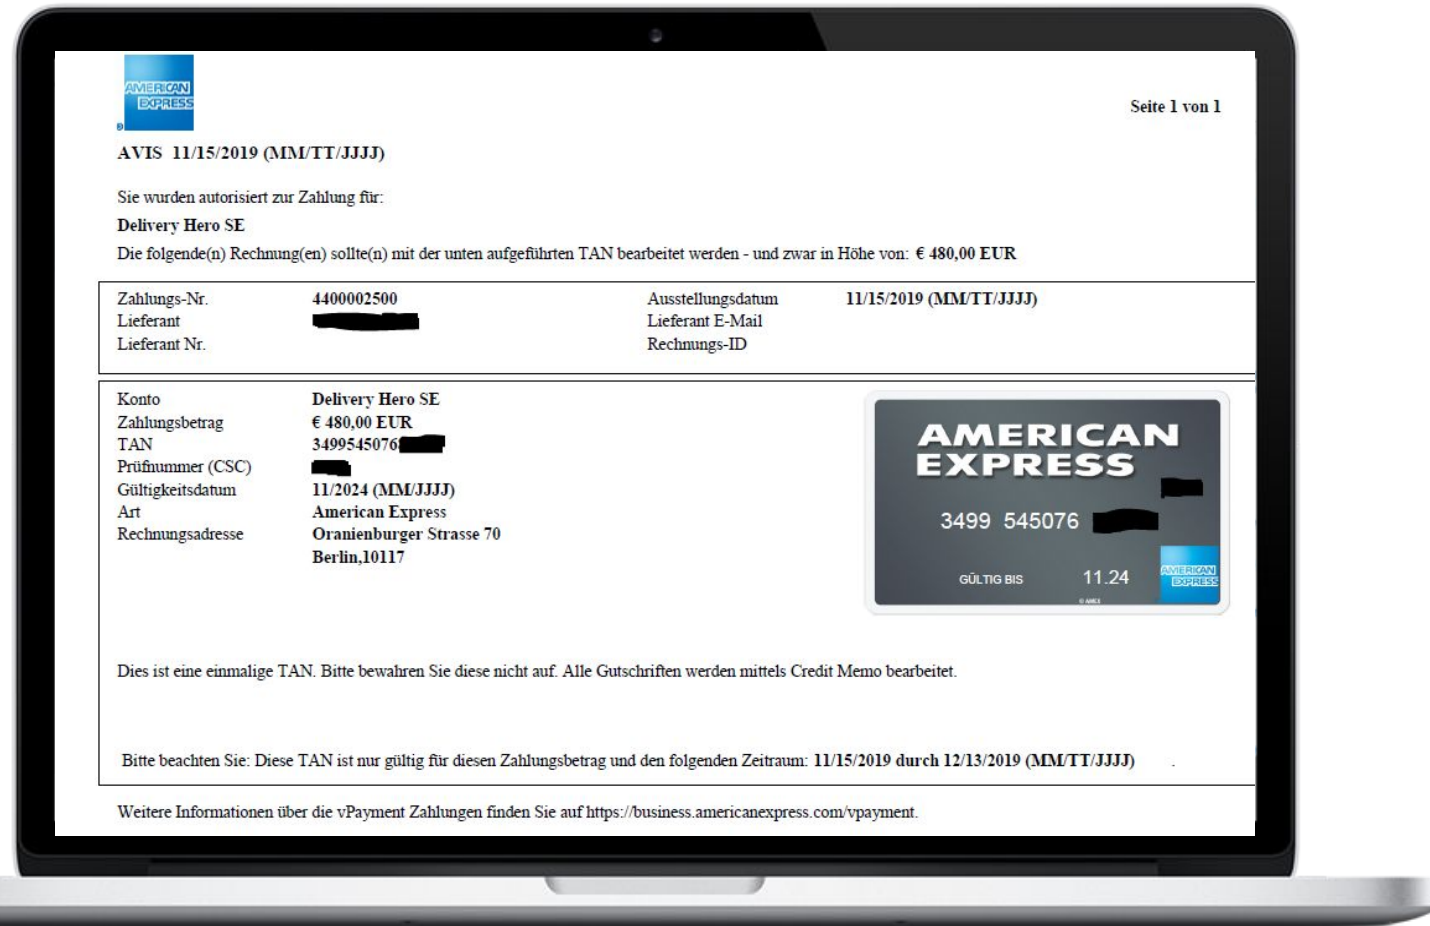 AMERICAN
EXPRESS
®
Seite 1 von 1
AVIS 11/15/2019 (MM/TT/JJJJ)
Sie wurden autorisiert zur Zahlung für:
Delivery Hero SE
Die folgende(n) Rechnung(en) sollte(n) mit der unten aufgeführten TAN bearbeitet werden - und zwar in Höhe von: € 480,00 EUR
Zahlungs-Nr. 4400002500 Ausstellungsdatum 11/15/2019 (MM/TT/JJJJ)
Lieferant Lieferant E-Mail
Lieferant Nr. Rechnungs-ID
Konto Delivery Hero SE
Zahlungsbetrag € 480,00 EUR
TAN 349954507
Prüfnummer (CSC)
Gültigkeitsdatum 11/2024 (MM/JJJJ)
Art American Express
Rechnungsadresse Oranienburger Strasse 70
Berlin,10117
AMERICAN
EXPRESS
3499 545076
GÜLTIG BIS 11.24
AMERICAN
EXPRESS
© AMEX
Dies ist eine einmalige TAN. Bitte bewahren Sie diese nicht auf. Alle Gutschriften werden mittels Credit Memo bearbeitet.
Bitte beachten Sie: Diese TAN ist nur gültig für diesen Zahlungsbetrag und den folgenden Zeitraum: 11/15/2019 durch 12/13/2019 (MM/TT/JJJJ) .
Weitere Informationen über die vPayment Zahlungen finden Sie auf https://business.americanexpress.com/vpayment.